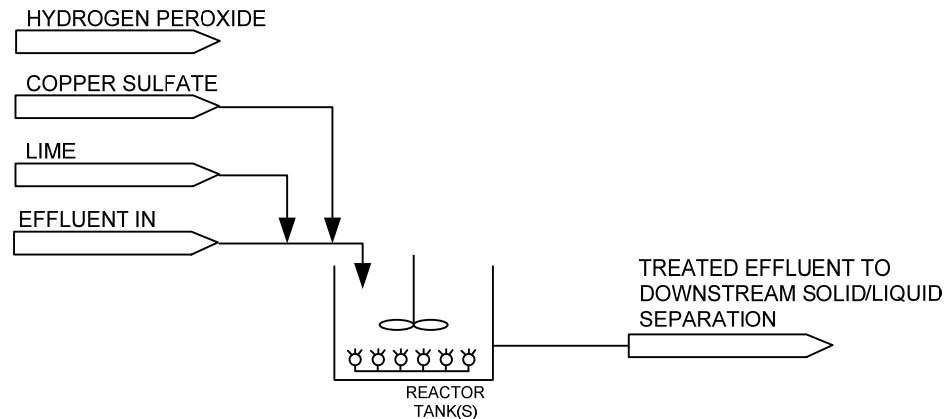 HYDROGEN PEROXIDE
COPPER SULFATE
LIME
EFFLUENT IN
TREATED EFFLUENT TO
DOWNSTREAM SOLID/LIQUID
SEPARATION
REACTOR
TANK(S)